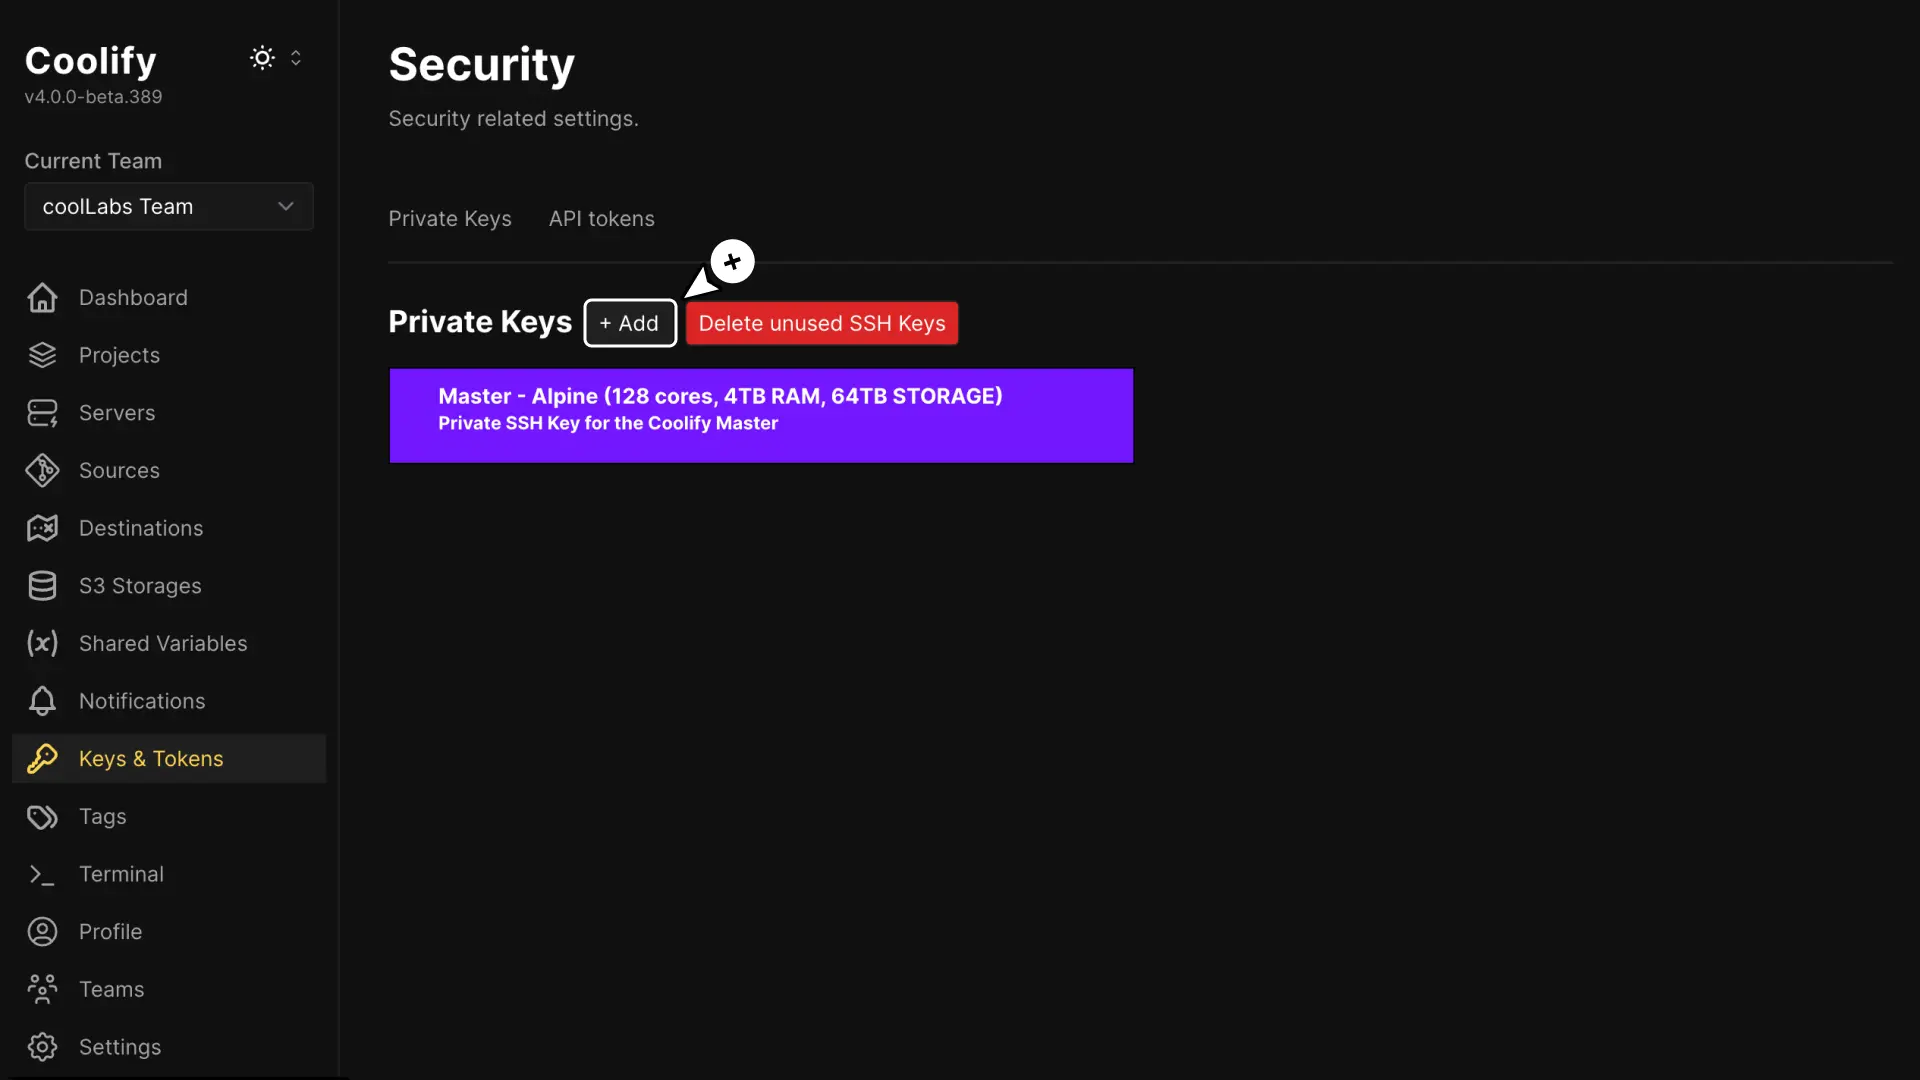 Coolify
v4.0.0-beta.389
Current Team
coolLabs Team
Dashboard
Projects
Servers
Sources
Destinations
S3 Storages
Shared Variables
Notifications
Keys & Tokens
Tags
Terminal
Profile
Teams
Settings
Security
Security related settings.
Private Keys API tokens
Private Keys + Add Delete unused SSH Keys
Master - Alpine (128 cores, 4TB RAM, 64TB STORAGE)
Private SSH Key for the Coolify Master